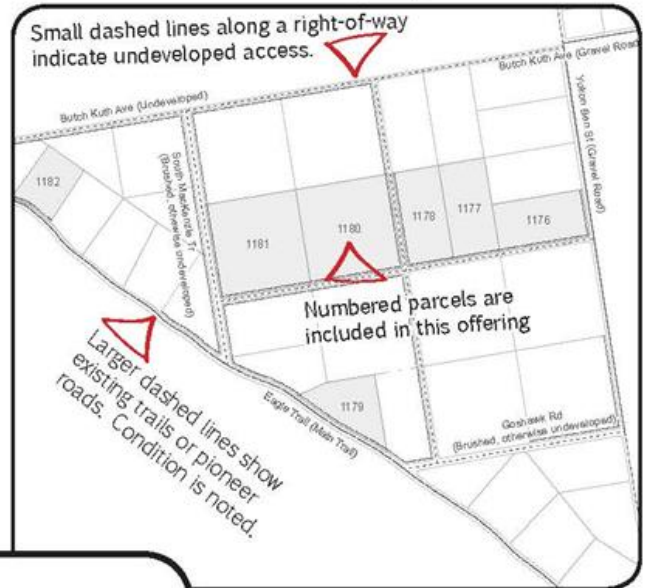 Small dashed lines along a right-of-way
indicate undeveloped access.
Butch Kuth Ave (Undeveloped)
Butch Kuth Ave (Gravel Road)
Yukon Ben St (Gravel Road)
South MacKenzie Tr
(Brushed, otherwise undeveloped)
1182
1181
1180
1178
1177
1176
Numbered parcels are
included in this offering
Larger dashed lines show
existing trails or pioneer
roads. Condition is noted.
Eagle Trail (Main Trail)
1179
Goshawk Rd
(Brushed, otherwise undeveloped)